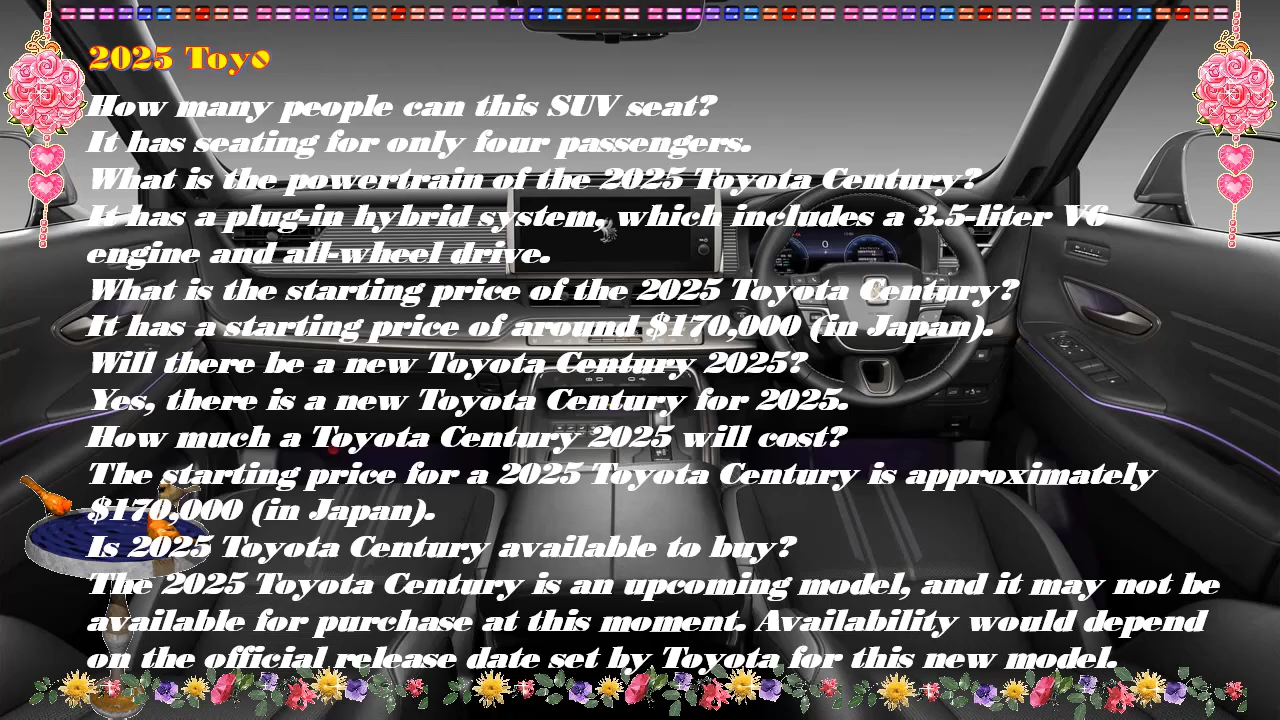 2025 Toyo
How many people can this SUV seat?
It has seating for only four passengers.
What is the powertrain of the 2025 Toyota Century?
It has a plug-in hybrid system, which includes a 3.5-liter V6
engine and all-wheel drive.
What is the starting price of the 2025 Toyota Century?
It has a starting price of around $170,000 (in Japan).
Will there be a new Toyota Century 2025?
Yes, there is a new Toyota Century for 2025.
How much a Toyota Century 2025 will cost?
The starting price for a 2025 Toyota Century is approximately
$170,000 (in Japan).
Is 2025 Toyota Century available to buy?
The 2025 Toyota Century is an upcoming model, and it may not be
available for purchase at this moment. Availability would depend
on the official release date set by Toyota for this new model.